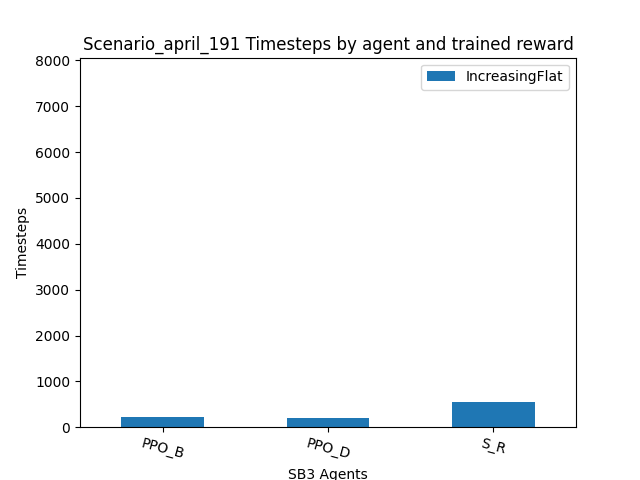 Scenario_april_191 Timesteps by agent and trained reward
IncreasingFlat
8000
7000
6000
5000
4000
3000
2000
1000
0
Timesteps
PPO_B
PPO_D
S_R
SB3 Agents